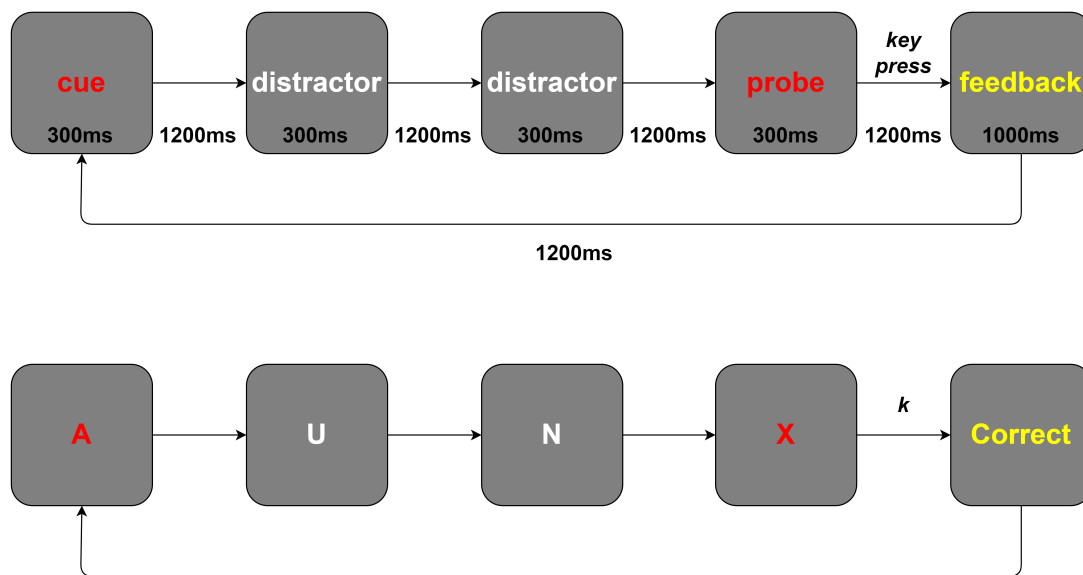 key
press
cue
distractor
distractor
probe
feedback
300ms
1200ms
300ms
1200ms
300ms
1200ms
300ms
1200ms
1000ms
1200ms
k
A
U
N
X
Correct